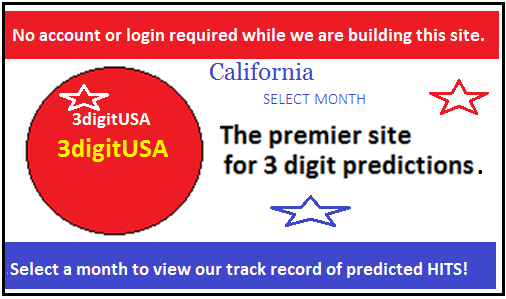 No account or login required while we are building this site.
California
SELECT MONTH
3digitUSA
3digitUSA
The premier site
for 3 digit predictions.
Select a month to view our track record of predicted HITS!